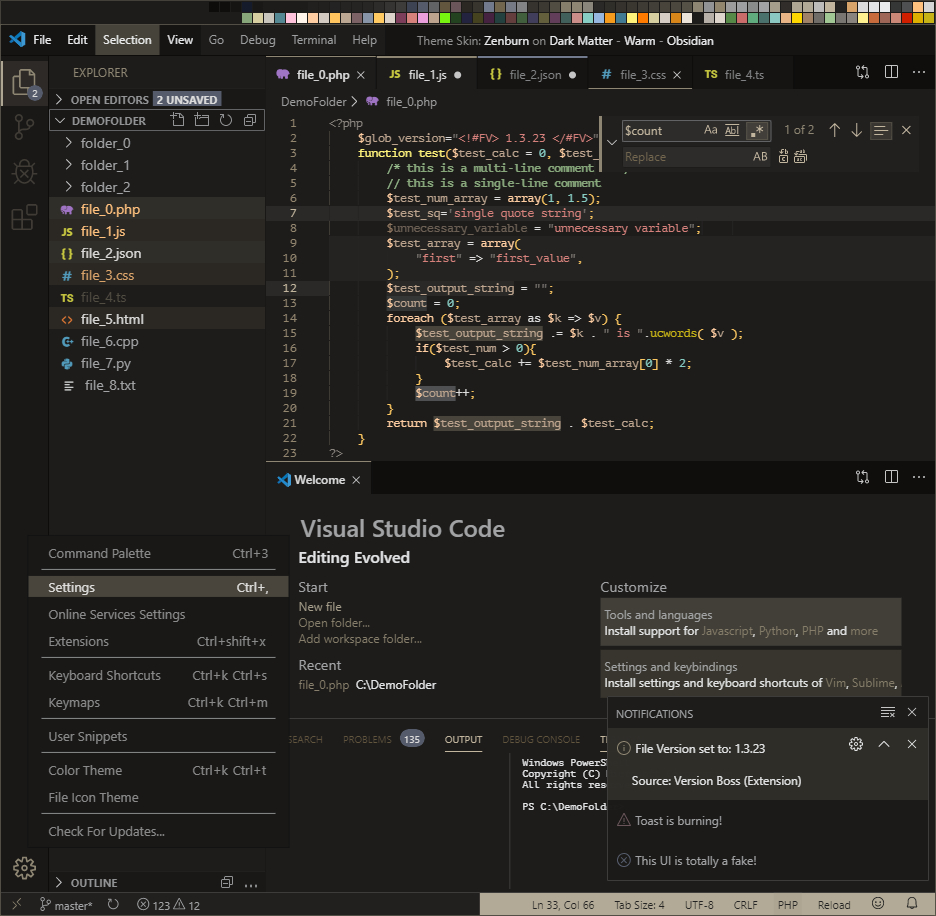 File Edit Selection View Go Debug Terminal Help Theme Skin: Zenburn on Dark Matter - Warm - Obsidian
EXPLORER
OPEN EDITORS 2 UNSAVED
DEMOFOLDER
folder_0
folder_1
folder_2
file_0.php
file_1.js
file_2.json
file_3.css
file_4.ts
file_5.html
file_6.cpp
file_7.py
file_8.txt
2
JS
{}
#
TS
<>
file_0.php × JS file_1.js ● {} file_2.json ● # file_3.css × TS file_4.ts
DemoFolder > file_0.php
1 <?php
2 $glob_version="<!#FV> 1.3.23 </#FV>"
3 function test($test_calc = 0, $test_
4 /* this is a multi-line comment
5 // this is a single-line comment
6 $test_num_array = array(1, 1.5);
7 $test_sq='single quote string';
8 $unnecessary_variable = "unnecessary variable";
9 $test_array = array(
10 "first" => "first_value",
11 );
12 $test_output_string = "";
13 $count = 0;
14 foreach ($test_array as $k => $v) {
15 $test_output_string .= $k . " is ".ucwords( $v );
16 if($test_num > 0){
17 $test_calc += $test_num_array[0] * 2;
18 }
19 $count++;
20 }
21 return $test_output_string . $test_calc;
22 }
23 ?>
$count Aa Abl .* 1 of 2
Replace AB
Welcome ×
Visual Studio Code
Editing Evolved
Start
New file
Open folder...
Add workspace folder...
Recent
file_0.php C:\DemoFolder
Customize
Tools and languages
Install support for Javascript, Python, PHP and more
Settings and keybindings
Install settings and keyboard shortcuts of Vim, Sublime,
Command Palette Ctrl+3
Settings Ctrl+,
Online Services Settings
Extensions Ctrl+shift+x
Keyboard Shortcuts Ctrl+k Ctrl+s
Keymaps Ctrl+k Ctrl+m
User Snippets
Color Theme Ctrl+k Ctrl+t
File Icon Theme
Check For Updates...
SEARCH PROBLEMS 135 OUTPUT DEBUG CONSOLE T
Windows PowerS
Copyright (C)
All rights rese
PS C:\DemoFold
NOTIFICATIONS
File Version set to: 1.3.23
Source: Version Boss (Extension)
Toast is burning!
This UI is totally a fake!
OUTLINE
master* 123 12 Ln 33, Col 66 Tab Size: 4 UTF-8 CRLF PHP Reload